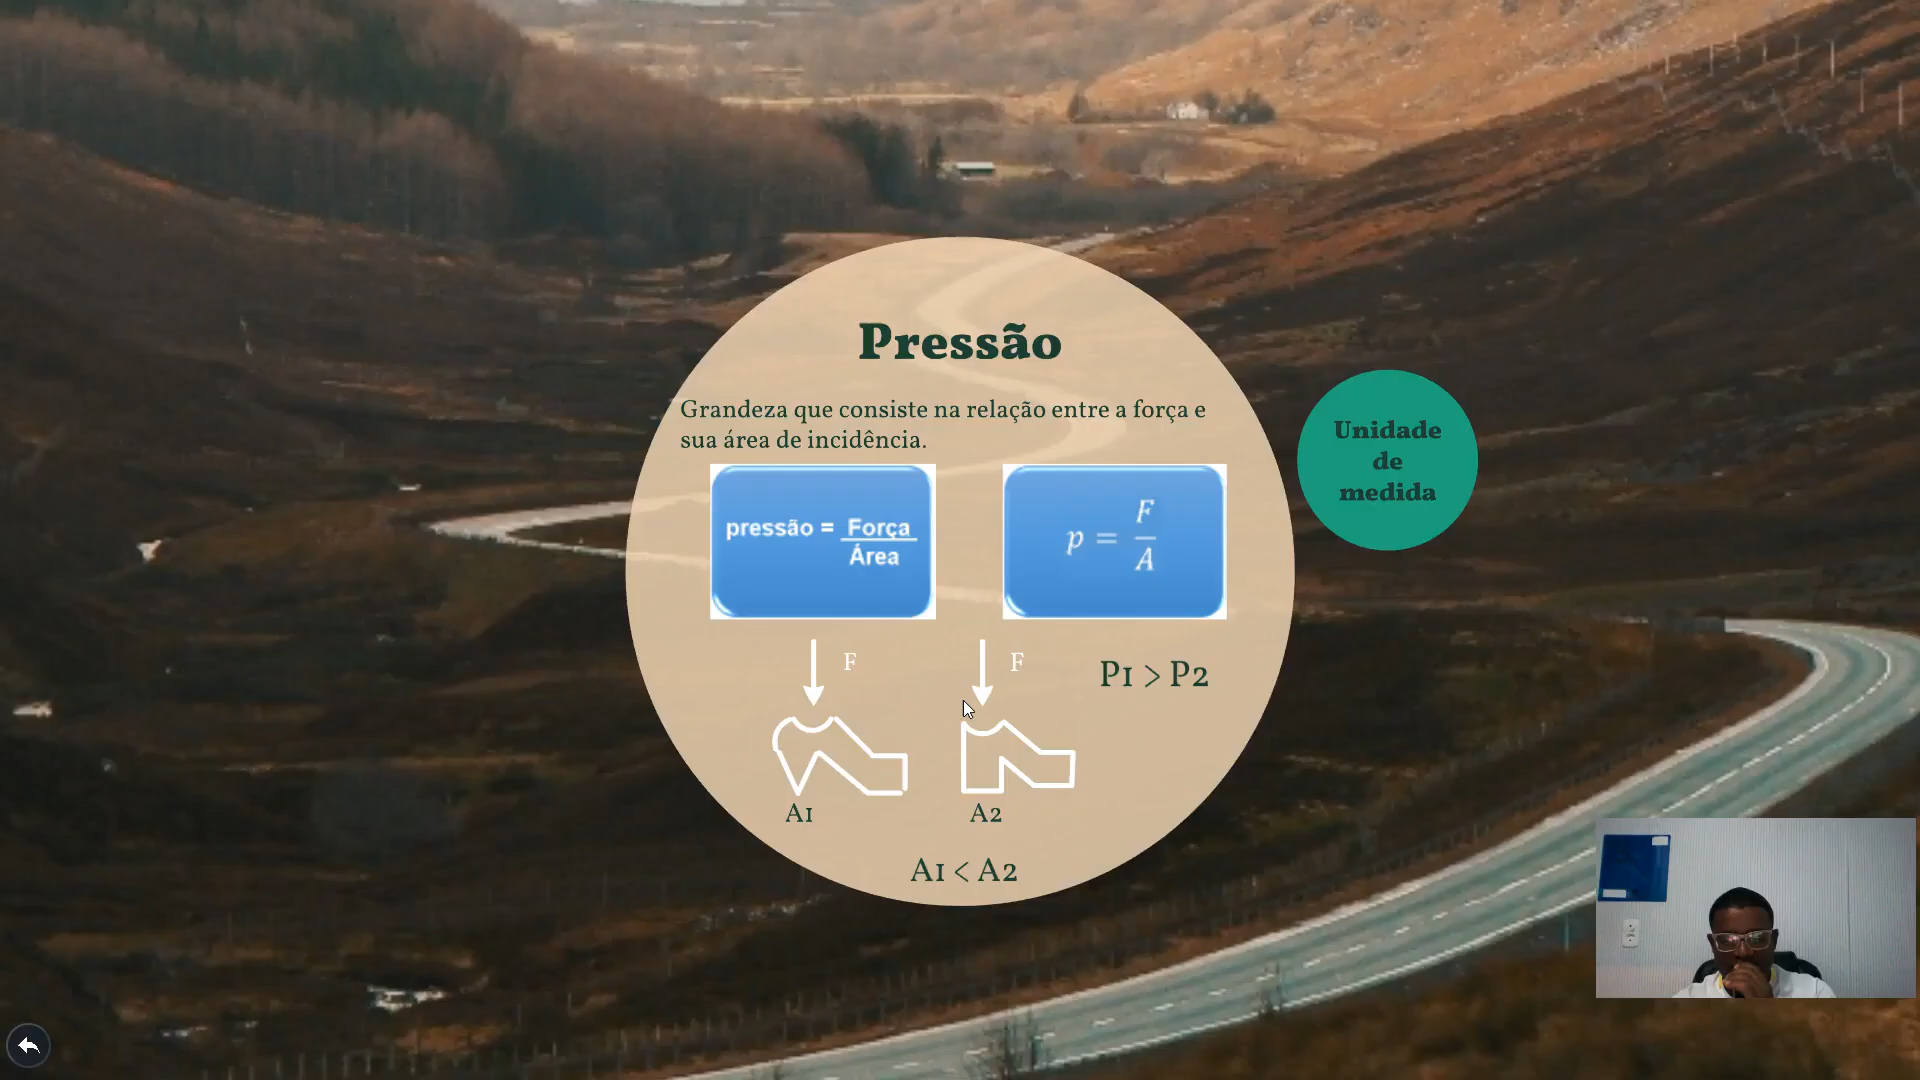 Pressão
Grandeza que consiste na relação entre a força e
sua área de incidência.
pressão = Força
Área
p = F
A
F
F
P1 > P2
A1
A2
A1 < A2
Unidade
de
medida